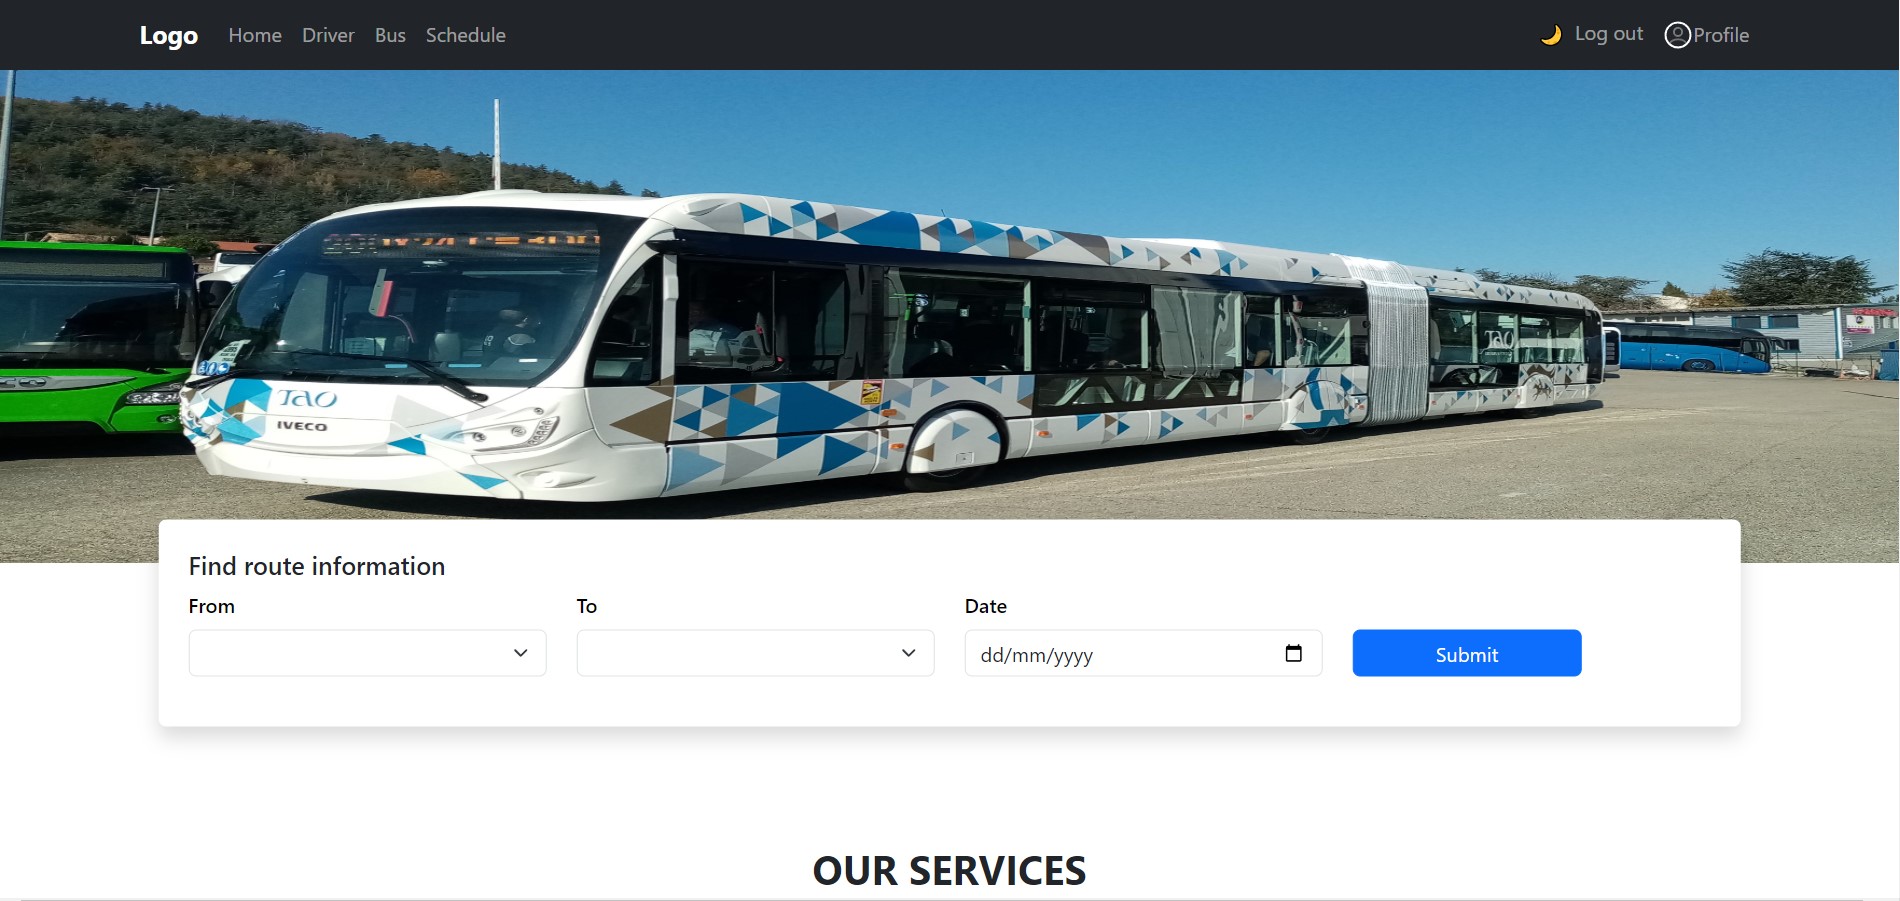 Logo
Home
Driver
Bus
Schedule
Log out
Profile
TAO
TAO
IVECO
Find route information
From
To
Date
dd/mm/yyyy
Submit
OUR SERVICES